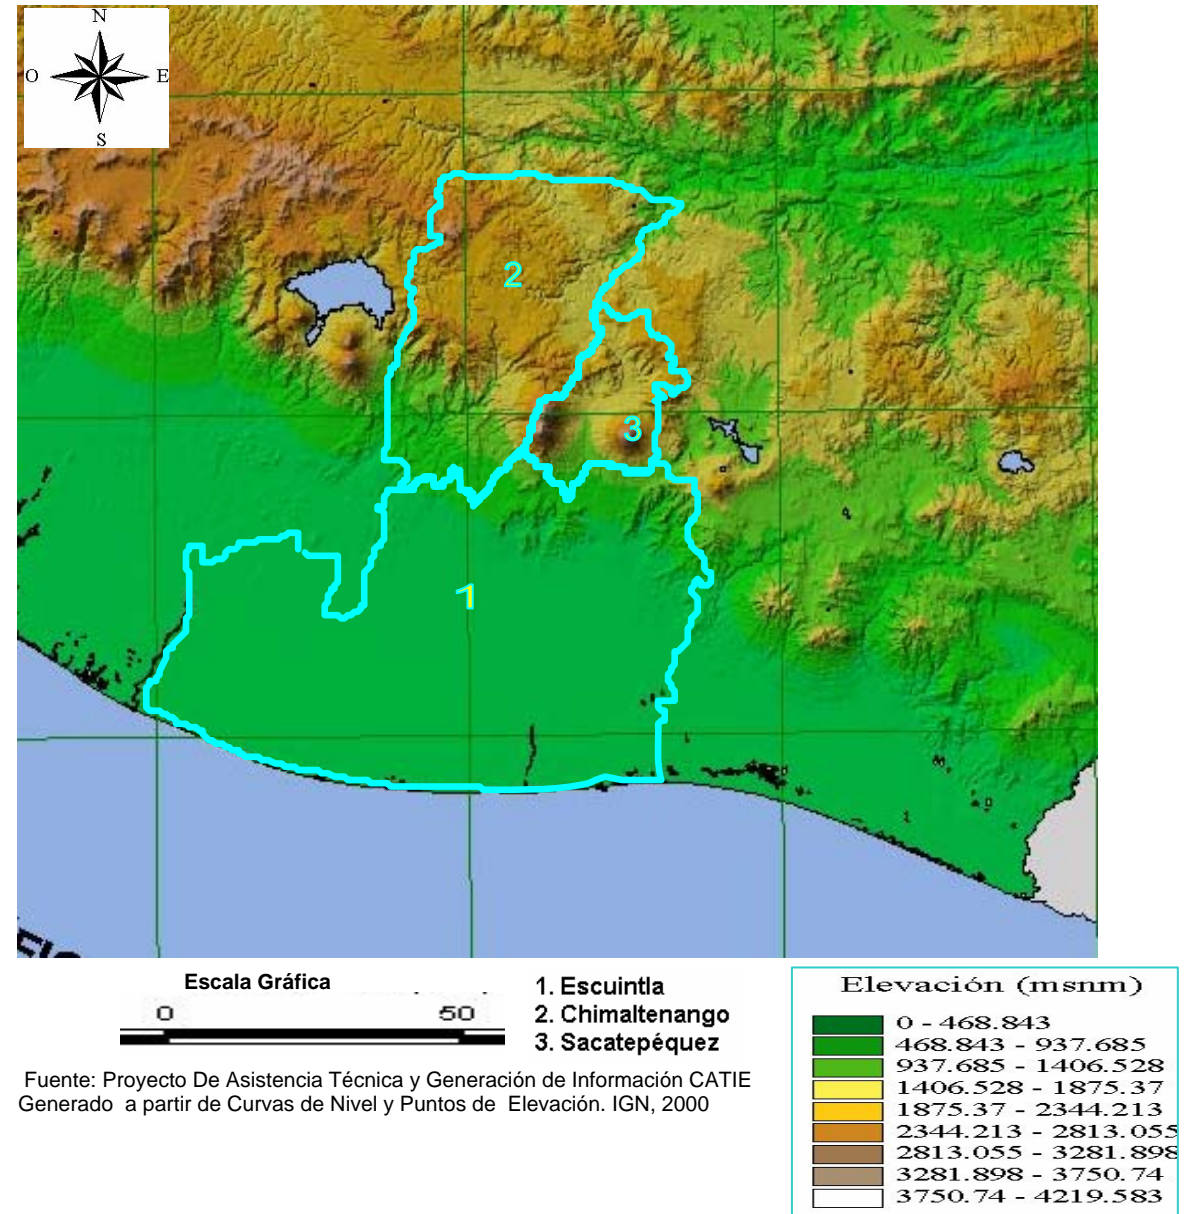 N
O E
S
2
3
1
Escala Gráfica
0 50
1. Escuintla
2. Chimaltenango
3. Sacatepéquez
Fuente: Proyecto De Asistencia Técnica y Generación de Información CATIE
Generado a partir de Curvas de Nivel y Puntos de Elevación. IGN, 2000
Elevación (msnm)
0 - 468.843
468.843 - 937.685
937.685 - 1406.528
1406.528 - 1875.37
1875.37 - 2344.213
2344.213 - 2813.055
2813.055 - 3281.898
3281.898 - 3750.74
3750.74 - 4219.583